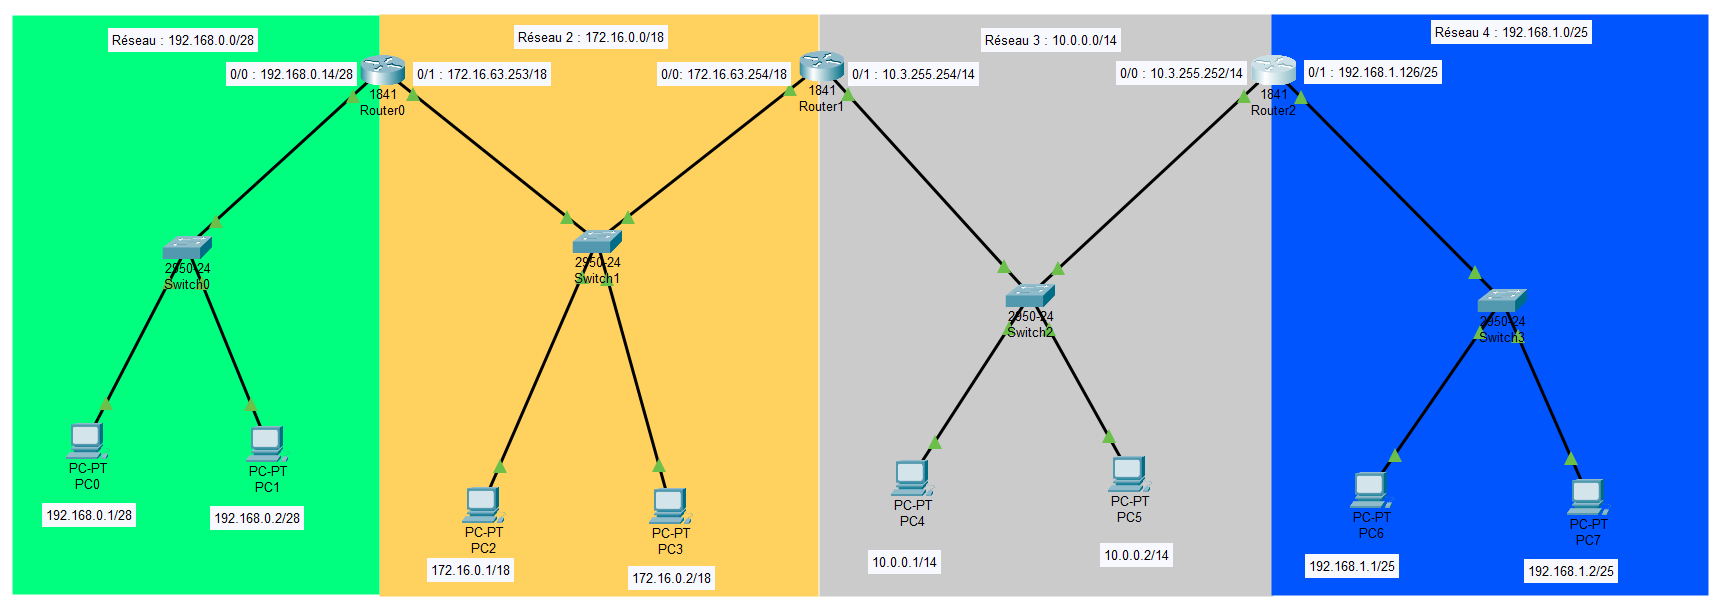 Réseau : 192.168.0.0/28
Réseau 2 : 172.16.0.0/18
Réseau 3 : 10.0.0.0/14
Réseau 4 : 192.168.1.0/25
0/0 : 192.168.0.14/28
0/1 : 172.16.63.253/18
0/0: 172.16.63.254/18
0/1 : 10.3.255.254/14
0/0 : 10.3.255.252/14
0/1 : 192.168.1.126/25
1841
Router0
1841
Router1
1841
Router2
2950-24
Switch0
2950-24
Switch1
2950-24
Switch2
2950-24
Switch3
PC-PT
PC0
PC-PT
PC1
PC-PT
PC2
PC-PT
PC3
PC-PT
PC4
PC-PT
PC5
PC-PT
PC6
PC-PT
PC7
192.168.0.1/28
192.168.0.2/28
172.16.0.1/18
172.16.0.2/18
10.0.0.1/14
10.0.0.2/14
192.168.1.1/25
192.168.1.2/25